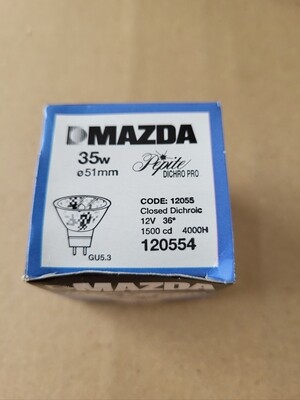 MAZDA
35w
ø51mm
Pépite
DICHRO PRO
CODE: 12055
Closed Dichroic
12V 36°
1500 cd 4000H
120554
GU5.3
MAZDA